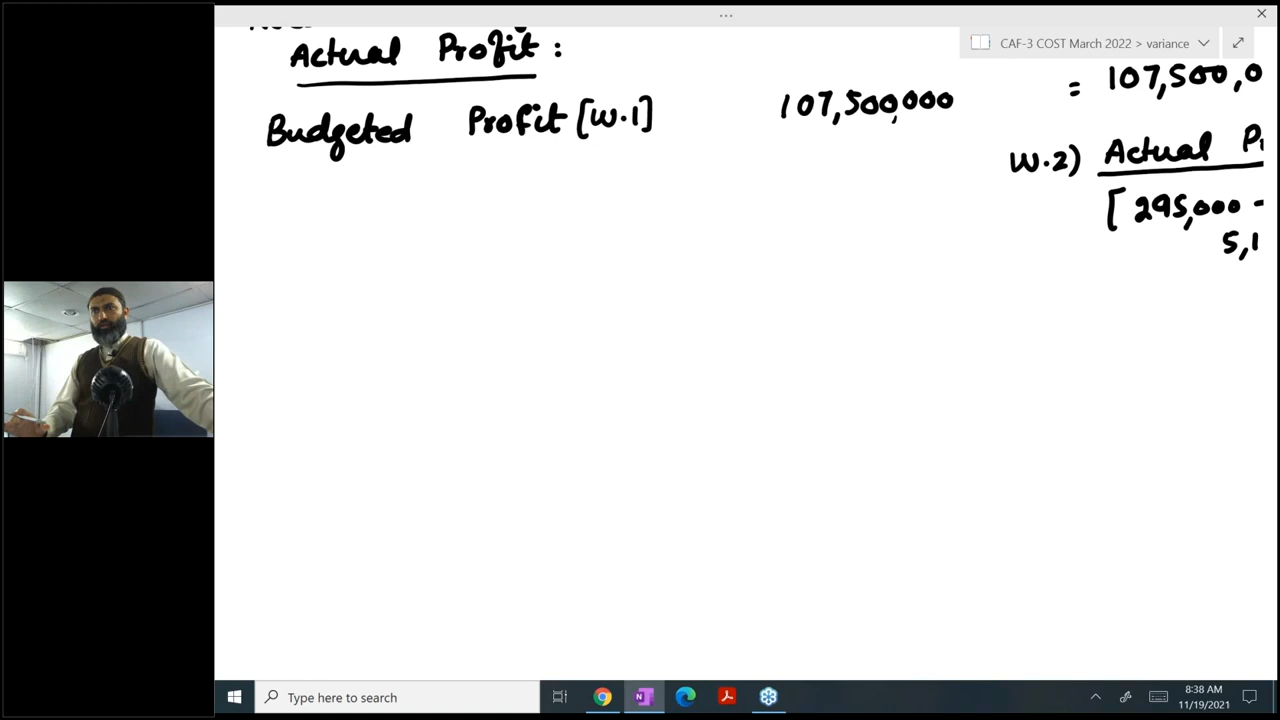 CAF-3 COST March 2022 > variance
Actual Profit :
= 107,500,0
Budgeted Profit [W.1] 107,500,000
W.2) Actual
[ 295,000 -
5,1
Type here to search
8:38 AM
11/19/2021